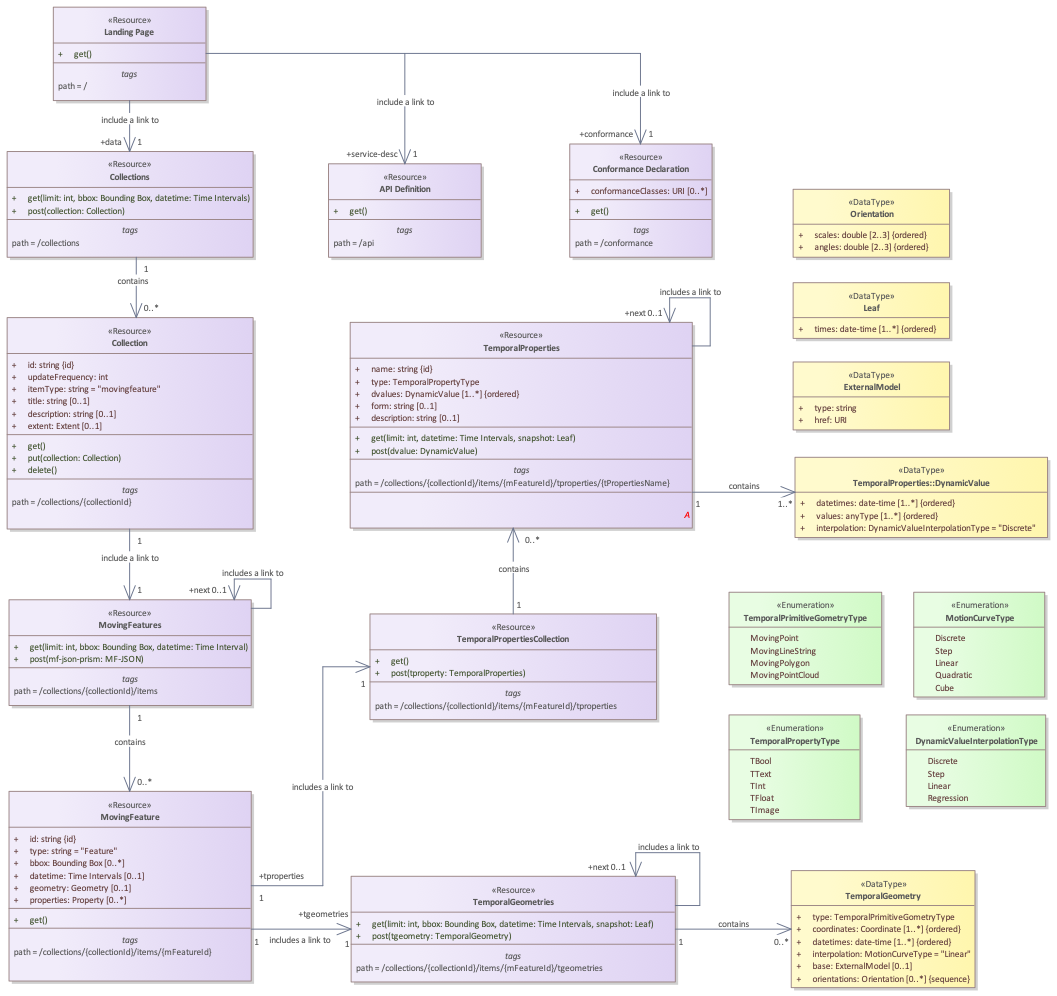 «Resource»
Landing Page
+ get()
tags
path = /
include a link to
+data 1
include a link to
+service-desc 1
include a link to
+conformance 1
«Resource»
Collections
+ get(limit: int, bbox: Bounding Box, datetime: Time Intervals)
+ post(collection: Collection)
tags
path = /collections
«Resource»
API Definition
+ get()
tags
path = /api
«Resource»
Conformance Declaration
+ conformanceClasses: URI [0..*]
+ get()
tags
path = /conformance
«DataType»
Orientation
+ scales: double [2..3] {ordered}
+ angles: double [2..3] {ordered}
1
contains
0..*
«DataType»
Leaf
+ times: date-time [1..*] {ordered}
«Resource»
Collection
+ id: string {id}
+ updateFrequency: int
+ itemType: string = "movingfeature"
+ title: string [0..1]
+ description: string [0..1]
+ extent: Extent [0..1]
+ get()
+ put(collection: Collection)
+ delete()
tags
path = /collections/{collectionId}
includes a link to
+next 0..1
«Resource»
TemporalProperties
+ name: string {id}
+ type: TemporalPropertyType
+ dvalues: DynamicValue [1..*] {ordered}
+ form: string [0..1]
+ description: string [0..1]
+ get(limit: int, datetime: Time Intervals, snapshot: Leaf)
+ post(dvalue: DynamicValue)
tags
path = /collections/{collectionId}/items/{mFeatureId}/tproperties/{tPropertiesName}
A
«DataType»
ExternalModel
+ type: string
+ href: URI
contains
1
1..*
«DataType»
TemporalProperties::DynamicValue
+ datetimes: date-time [1..*] {ordered}
+ values: anyType [1..*] {ordered}
+ interpolation: DynamicValueInterpolationType = "Discrete"
1
include a link to
1
includes a link to
+next 0..1
0..*
contains
1
«Resource»
MovingFeatures
+ get(limit: int, bbox: Bounding Box, datetime: Time Interval)
+ post(mf-json-prism: MF-JSON)
tags
path = /collections/{collectionId}/items
«Resource»
TemporalPropertiesCollection
+ get()
+ post(tproperty: TemporalProperties)
tags
path = /collections/{collectionId}/items/{mFeatureId}/tproperties
1
«Enumeration»
TemporalPrimitiveGometryType
MovingPoint
MovingLineString
MovingPolygon
MovingPointCloud
«Enumeration»
MotionCurveType
Discrete
Step
Linear
Quadratic
Cube
«Enumeration»
TemporalPropertyType
TBool
TText
TInt
TFloat
TImage
«Enumeration»
DynamicValueInterpolationType
Discrete
Step
Linear
Regression
1
contains
0..*
includes a link to
«Resource»
MovingFeature
+ id: string {id}
+ type: string = "Feature"
+ bbox: Bounding Box [0..*]
+ datetime: Time Intervals [0..1]
+ geometry: Geometry [0..1]
+ properties: Property [0..*]
+ get()
tags
path = /collections/{collectionId}/items/{mFeatureId}
+tproperties
1
+tgeometries
1
includes a link to
1
includes a link to
+next 0..1
«Resource»
TemporalGeometries
+ get(limit: int, bbox: Bounding Box, datetime: Time Intervals, snapshot: Leaf)
+ post(tgeometry: TemporalGeometry)
tags
path = /collections/{collectionId}/items/{mFeatureId}/tgeometries
contains
1
0..*
«DataType»
TemporalGeometry
+ type: TemporalPrimitiveGemetryType
+ coordinates: Coordinate [1..*] {ordered}
+ datetimes: date-time [1..*] {ordered}
+ interpolation: MotionCurveType = "Linear"
+ base: ExternalModel [0..1]
+ orientations: Orientation [0..*] {sequence}